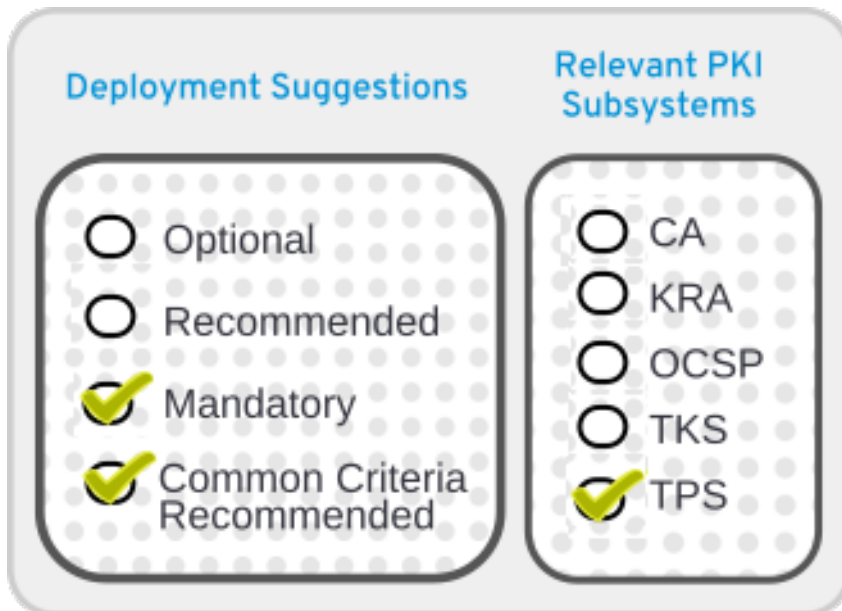 Deployment Suggestions
Relevant PKI
Subsystems
Optional
Recommended
Mandatory
Common Criteria
Recommended
CA
KRA
OCSP
TKS
TPS